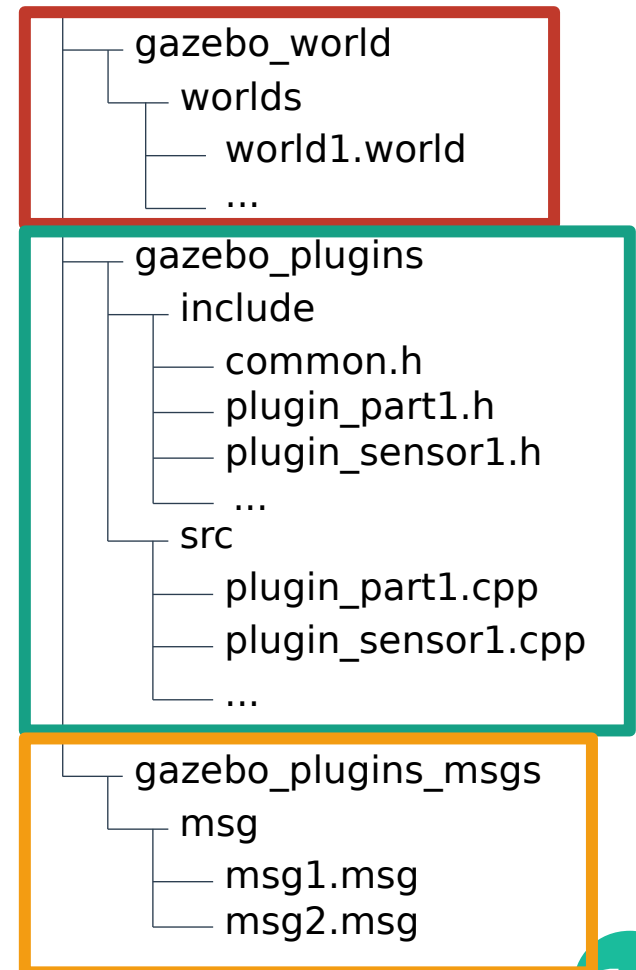 gazebo_world
worlds
world1.world
...
gazebo_plugins
include
common.h
plugin_part1.h
plugin_sensor1.h
...
src
plugin_part1.cpp
plugin_sensor1.cpp
...
gazebo_plugins_msgs
msg
msg1.msg
msg2.msg